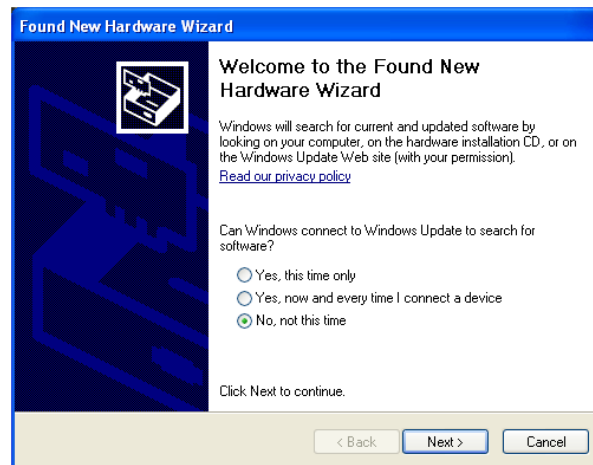 Found New Hardware Wizard
Welcome to the Found New
Hardware Wizard
Windows will search for current and updated software by
looking on your computer, on the hardware installation CD, or on
the Windows Update Web site (with your permission).
Read our privacy policy
Can Windows connect to Windows Update to search for
software?
Yes, this time only
Yes, now and every time I connect a device
No, not this time
Click Next to continue.
< Back
Next >
Cancel